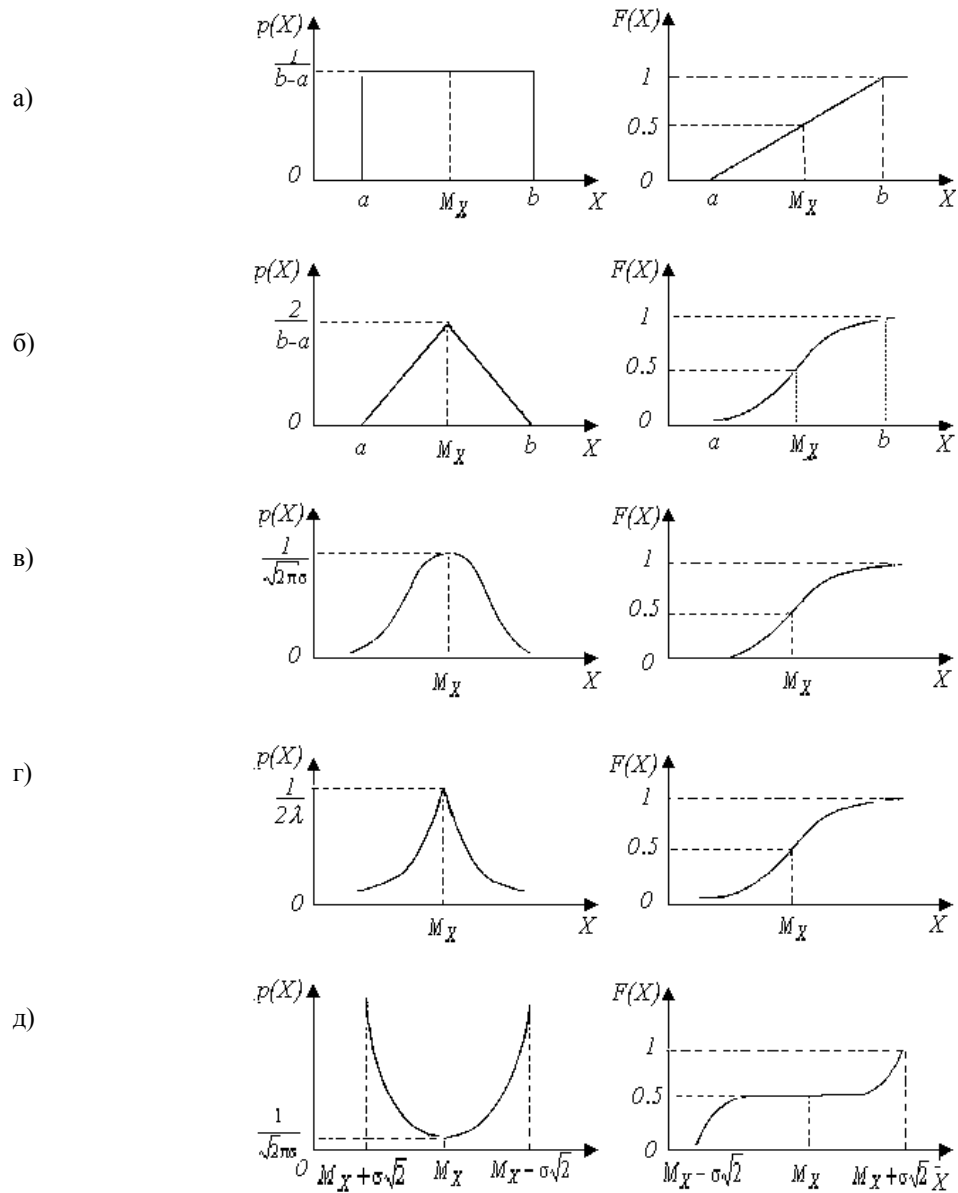 а)
p(X)
1
b-a
0
a
M_X
b
X
F(X)
1
0.5
0
a
M_X
b
X
б)
p(X)
2
b-a
0
a
M_X
b
X
F(X)
1
0.5
0
a
M_X
b
X
в)
p(X)
1
√2πσ
0
M_X
X
F(X)
1
0.5
0
M_X
X
г)
p(X)
1
2λ
0
M_X
X
F(X)
1
0.5
0
M_X
X
д)
p(X)
1
√2πσ
0
M_X+σ√2
M_X
M_X-σ√2
X
F(X)
1
0.5
0
M_X-σ√2
M_X
M_X+σ√2
X